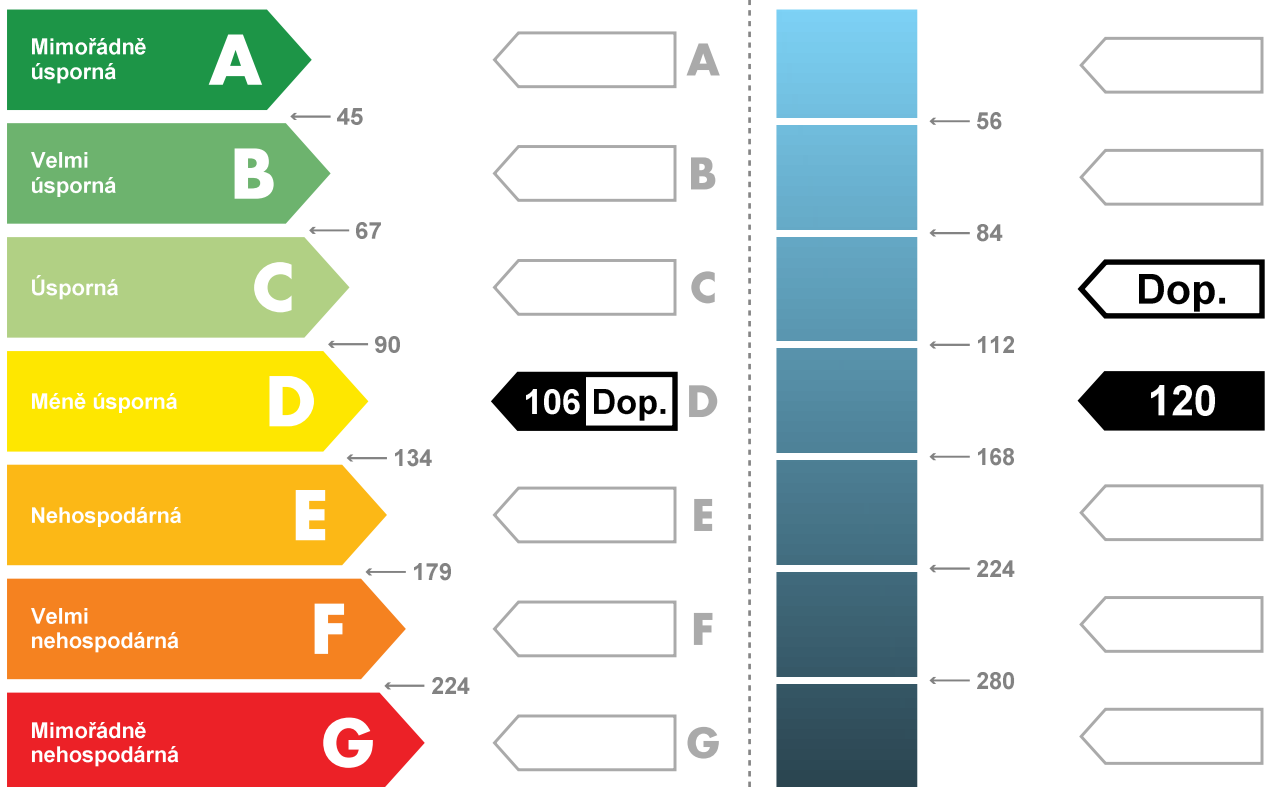 Mimořádně
úsporná
A
A
45
56
Velmi
úsporná
B
B
67
84
Úsporná
C
C
Dop.
90
112
Méně úsporná
D
106 Dop.
D
120
134
168
Nehospodárná
E
E
179
224
Velmi
nehospodárná
F
F
224
280
Mimořádně
nehospodárná
G
G